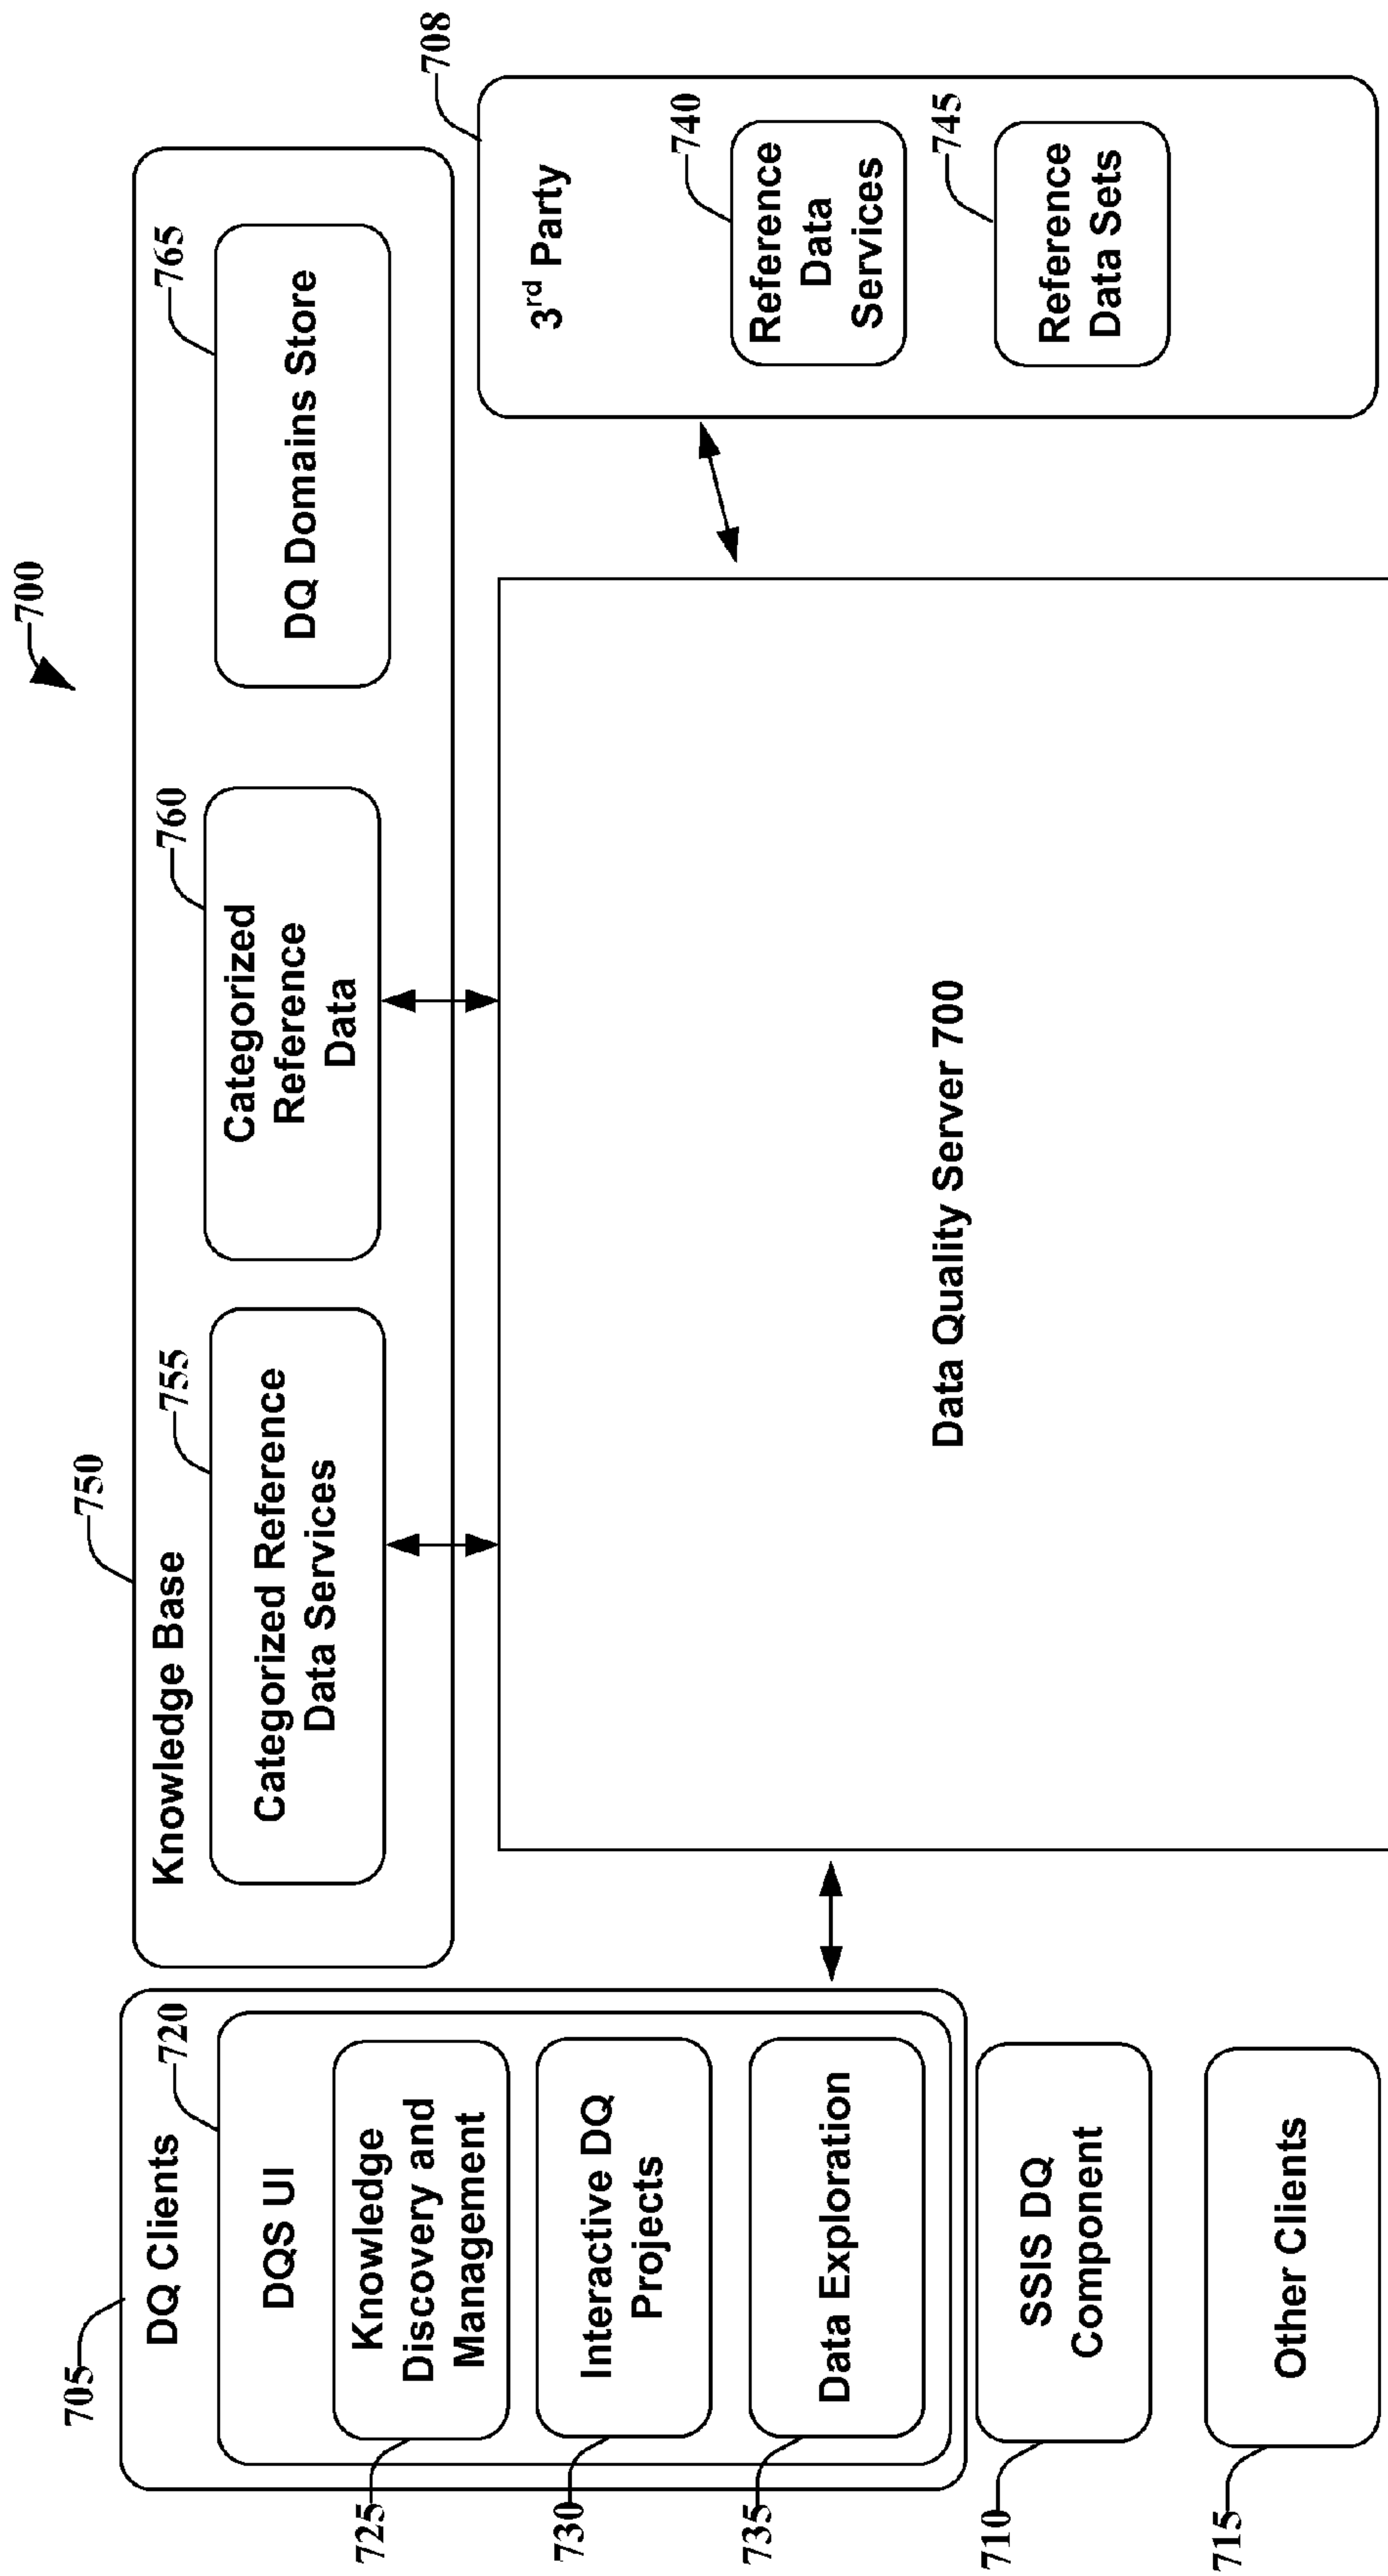 700
750
Knowledge Base
755
Categorized Reference
Data Services
760
Categorized
Reference
Data
765
DQ Domains Store
705
DQ Clients
720
DQS UI
725
Knowledge
Discovery and
Management
730
Interactive DQ
Projects
735
Data Exploration
710
SSIS DQ
Component
715
Other Clients
Data Quality Server 700
708
3rd Party
740
Reference
Data
Services
745
Reference
Data Sets